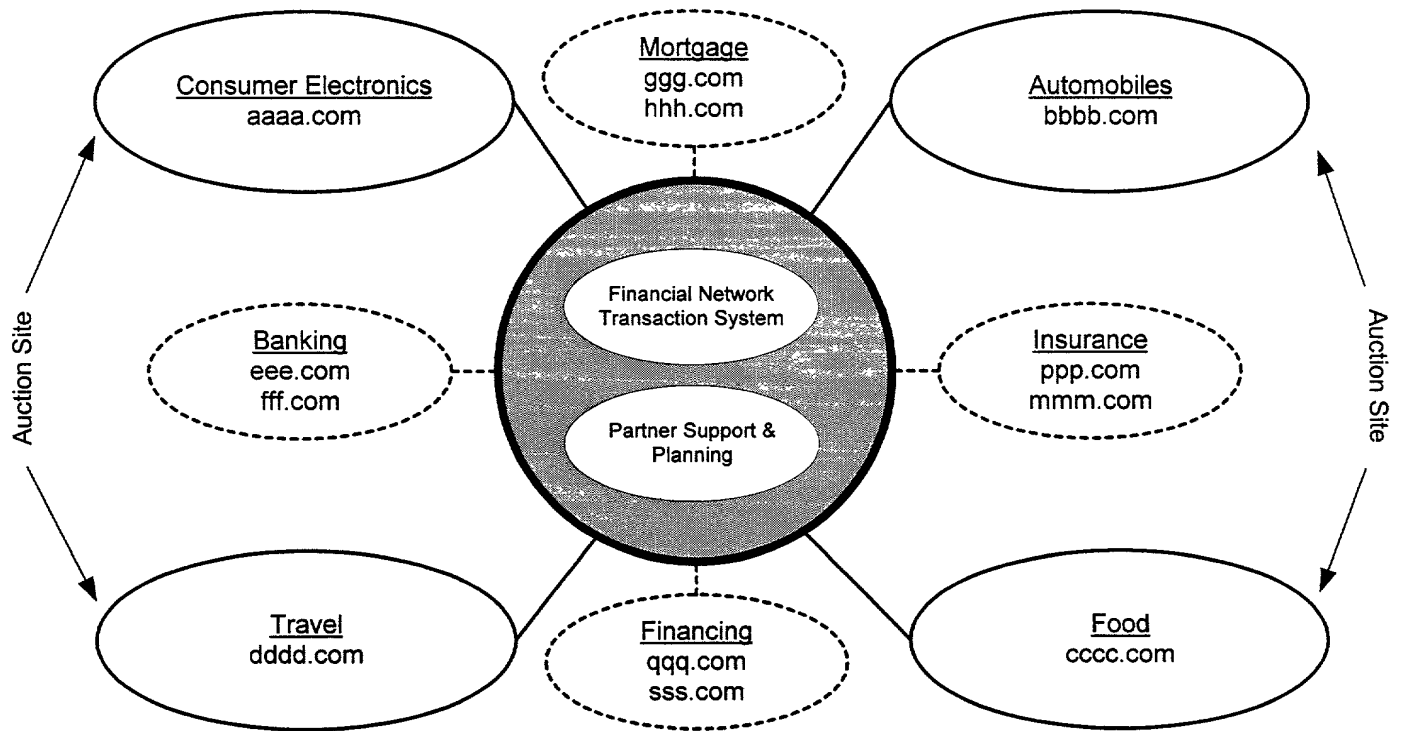 Mortgage
ggg.com
hhh.com
Consumer Electronics
aaaa.com
Automobiles
bbbb.com
Financial Network
Transaction System
Auction Site
Banking
eee.com
fff.com
Insurance
ppp.com
mmm.com
Auction Site
Partner Support &
Planning
Travel
dddd.com
Financing
qqq.com
sss.com
Food
cccc.com